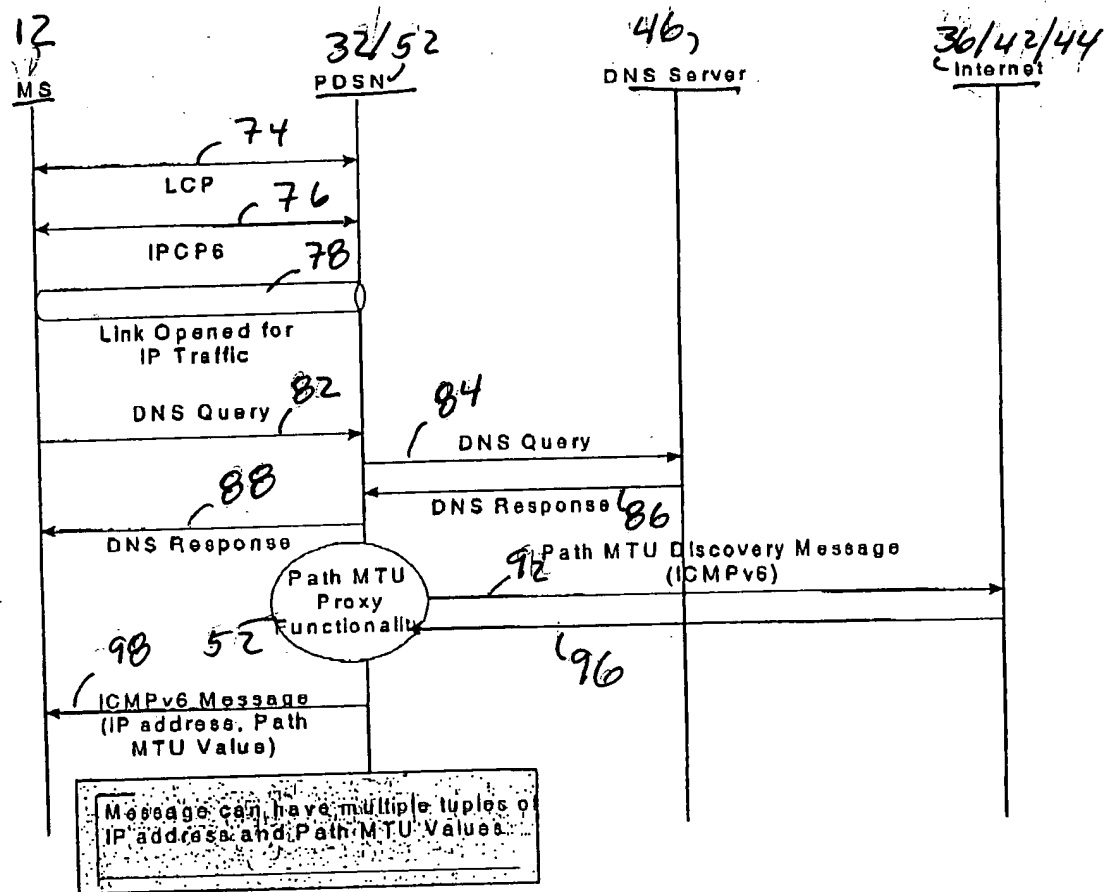 12
32/52
46
36/42/44
MS
PDSN
DNS Server
Internet
74
LCP
76
IPCP6
78
Link Opened for
IP Traffic
82
DNS Query
84
DNS Query
88
DNS Response
86
DNS Response
Path MTU
Proxy
Functionality
52
92
Path MTU Discovery Message
(ICMPv6)
96
98
ICMPv6 Message
(IP address, Path
MTU Value)
Message can have multiple tuples of
IP address and Path MTU Values